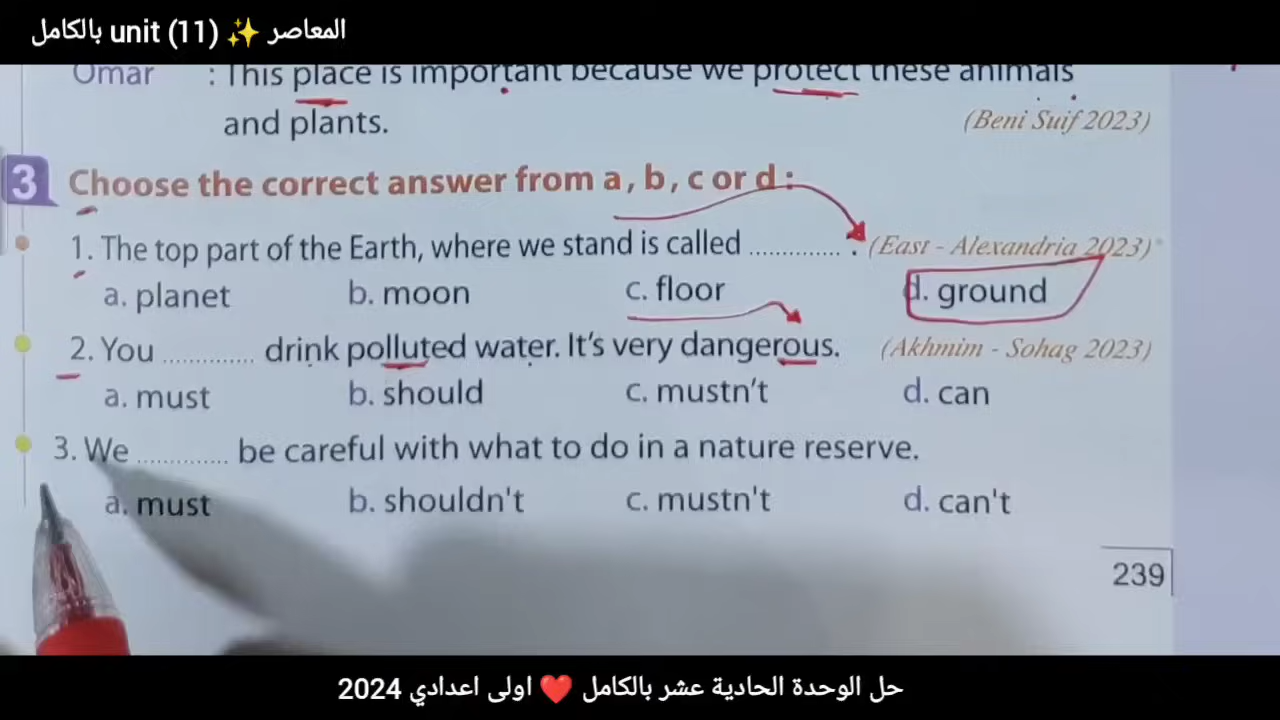 المعاصر ✨ unit (11) بالكامل
Omar : This place is important because we protect these animals
and plants. (Beni Suif 2023)
3 Choose the correct answer from a, b, c or d :
1. The top part of the Earth, where we stand is called .............. . (East - Alexandria 2023)
a. planet b. moon c. floor d. ground
2. You .............. drink polluted water. It's very dangerous. (Akhmim - Sohag 2023)
a. must b. should c. mustn't d. can
3. We .............. be careful with what to do in a nature reserve.
a. must b. shouldn't c. mustn't d. can't
239
حل الوحدة الحادية عشر بالكامل ❤️ اولى اعدادي 2024